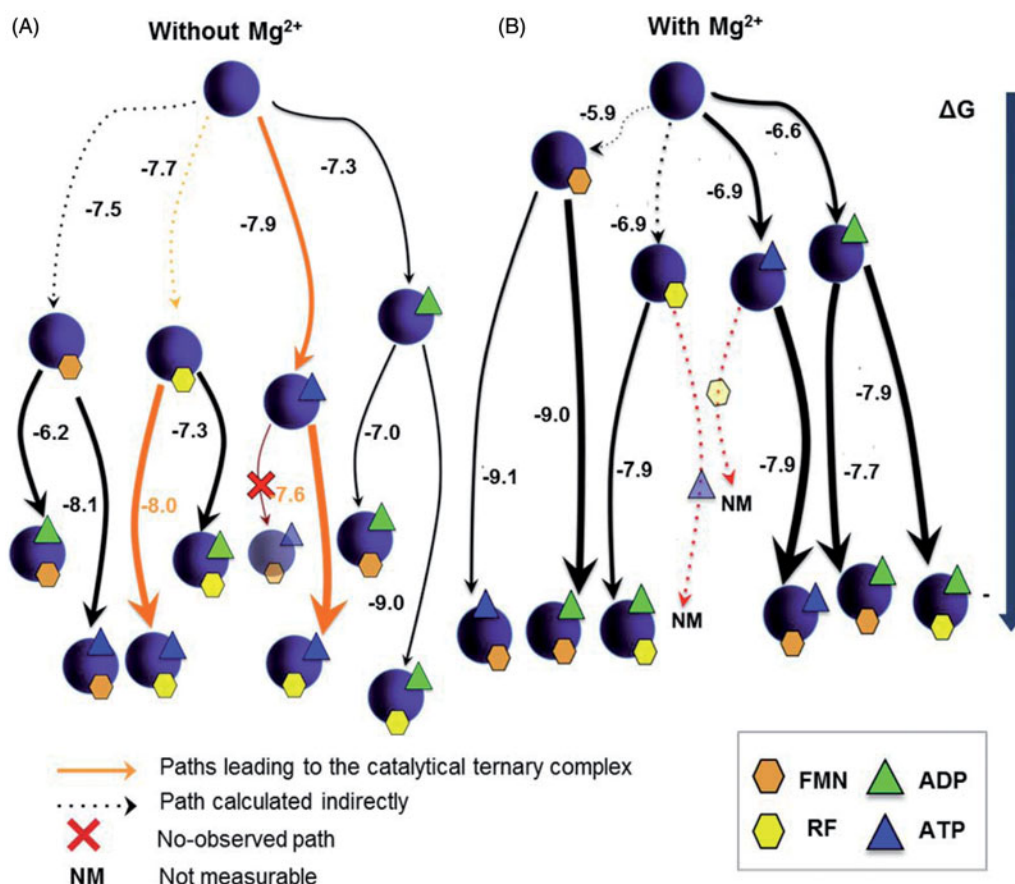 (A)
Without Mg²⁺
-7.5
-7.7
-7.9
-7.3
-6.2
-8.1
-8.0
-7.3
-7.6
-7.0
-9.0
(B)
With Mg²⁺
ΔG
-5.9
-6.9
-6.9
-6.6
-9.1
-9.0
-7.9
NM
NM
-7.9
-7.7
-7.9
-
Paths leading to the catalytical ternary complex
Path calculated indirectly
No-observed path
NM Not measurable
FMN ADP
RF ATP